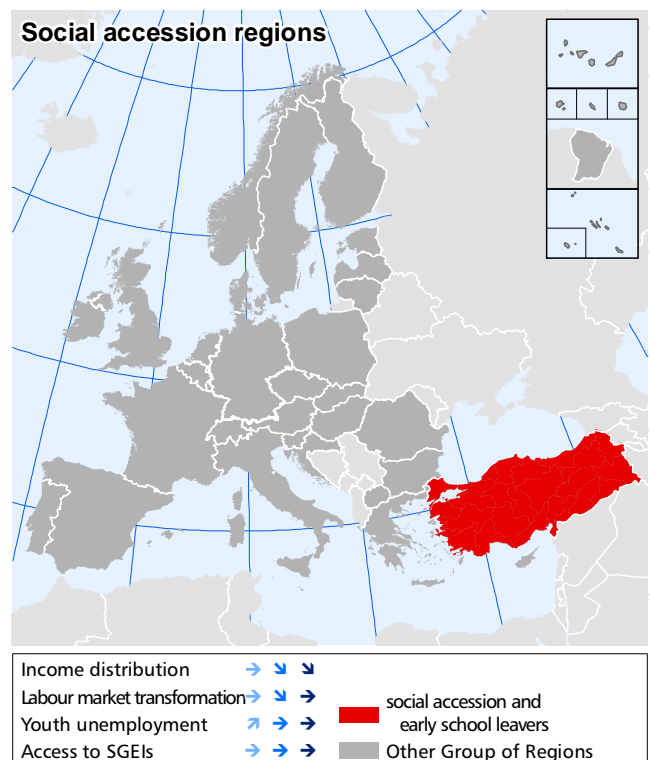 Social accession regions
Income distribution
Labour market transformation
Youth unemployment
Access to SGEIs
social accession and
early school leavers
Other Group of Regions